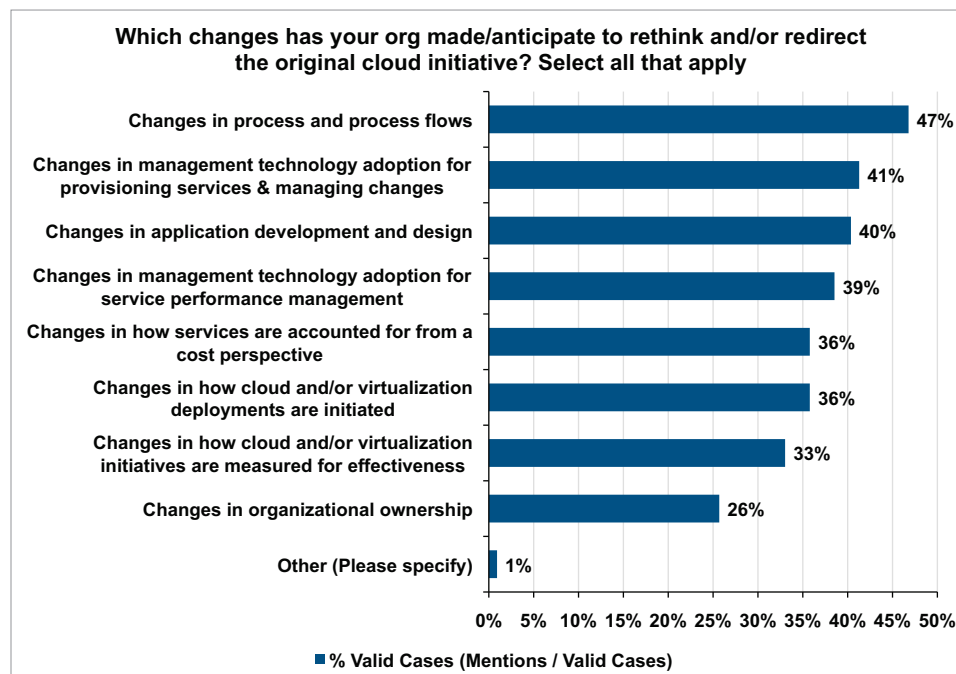 Which changes has your org made/anticipate to rethink and/or redirect
the original cloud initiative? Select all that apply
Changes in process and process flows
47%
Changes in management technology adoption for
provisioning services & managing changes
41%
Changes in application development and design
40%
Changes in management technology adoption for
service performance management
39%
Changes in how services are accounted for from a
cost perspective
36%
Changes in how cloud and/or virtualization
deployments are initiated
36%
Changes in how cloud and/or virtualization
initiatives are measured for effectiveness
33%
Changes in organizational ownership
26%
Other (Please specify)
1%
0% 5% 10% 15% 20% 25% 30% 35% 40% 45% 50%
% Valid Cases (Mentions / Valid Cases)